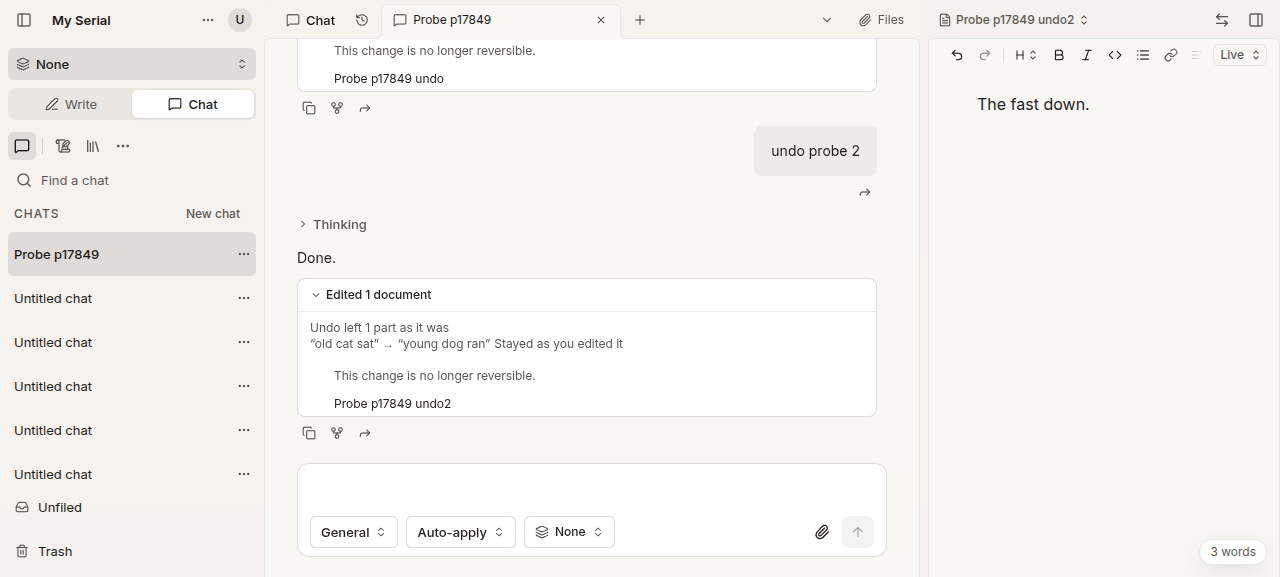 My Serial
U
None
Write
Chat
Find a chat
CHATS
New chat
Probe p17849
Untitled chat
Untitled chat
Untitled chat
Untitled chat
Untitled chat
Unfiled
Trash
Chat
Probe p17849
Files
This change is no longer reversible.
Probe p17849 undo
undo probe 2
Thinking
Done.
Edited 1 document
Undo left 1 part as it was
“old cat sat” → “young dog ran” Stayed as you edited it
This change is no longer reversible.
Probe p17849 undo2
General
Auto-apply
None
Probe p17849 undo2
H
B
I
Live
The fast down.
3 words